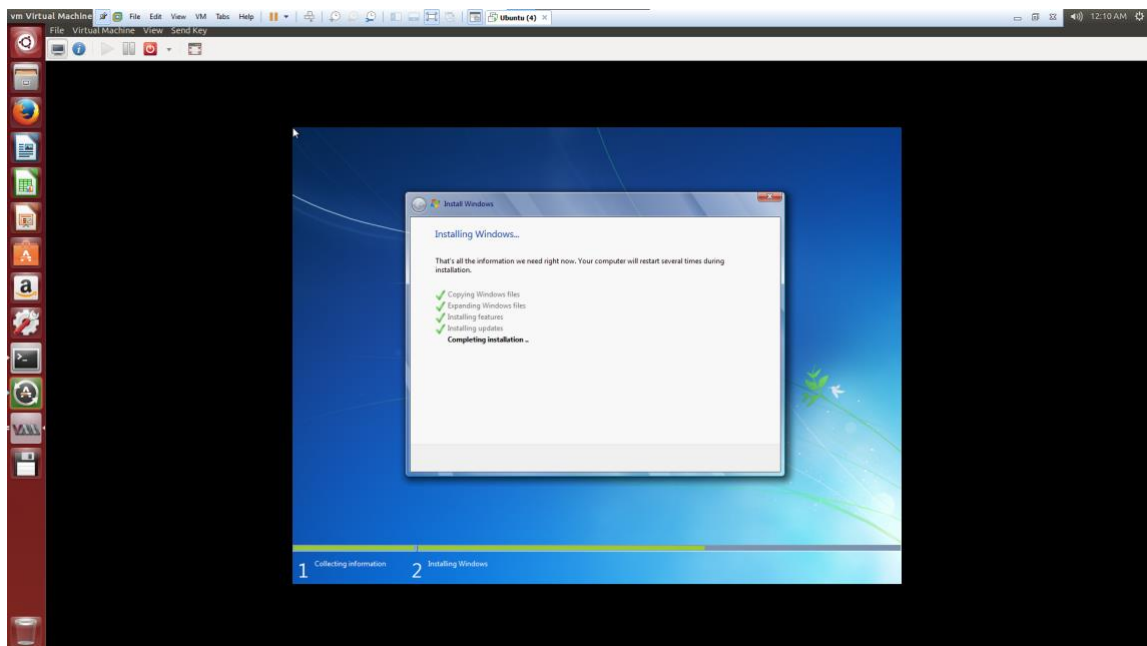 vm Virtual Machine File Edit View VM Tabs Help Ubuntu (4) 12:10 AM
File Virtual Machine View Send Key
Install Windows
Installing Windows...
That's all the information we need right now. Your computer will restart several times during
installation.
Copying Windows files
Expanding Windows files
Installing features
Installing updates
Completing installation ..
1 Collecting information 2 Installing Windows